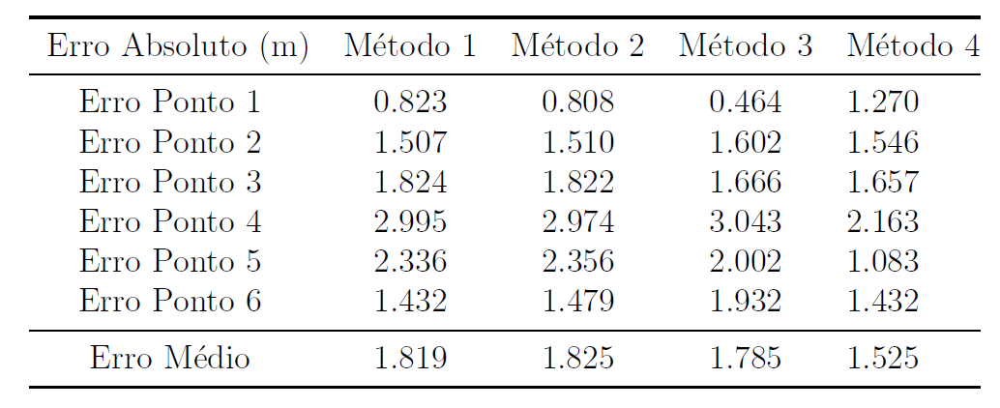 Erro Absoluto (m) Método 1 Método 2 Método 3 Método 4
Erro Ponto 1 0.823 0.808 0.464 1.270
Erro Ponto 2 1.507 1.510 1.602 1.546
Erro Ponto 3 1.824 1.822 1.666 1.657
Erro Ponto 4 2.995 2.974 3.043 2.163
Erro Ponto 5 2.336 2.356 2.002 1.083
Erro Ponto 6 1.432 1.479 1.932 1.432
Erro Médio 1.819 1.825 1.785 1.525